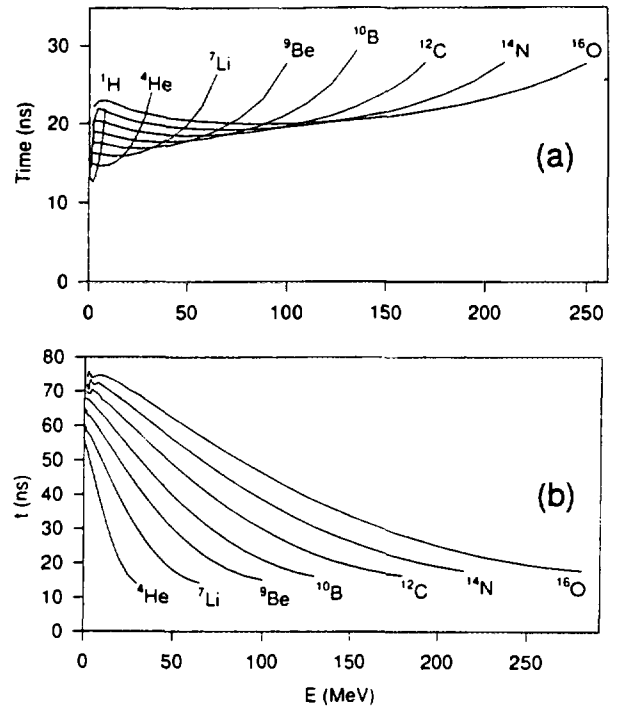 30
20
10
0
Time (ns)
¹H
⁴He
⁷Li
⁹Be
¹⁰B
¹²C
¹⁴N
¹⁶O
(a)
0 50 100 150 200 250
80
70
60
50
40
30
20
10
0
t (ns)
(b)
⁴He
⁷Li
⁹Be
¹⁰B
¹²C
¹⁴N
¹⁶O
0 50 100 150 200 250
E (MeV)